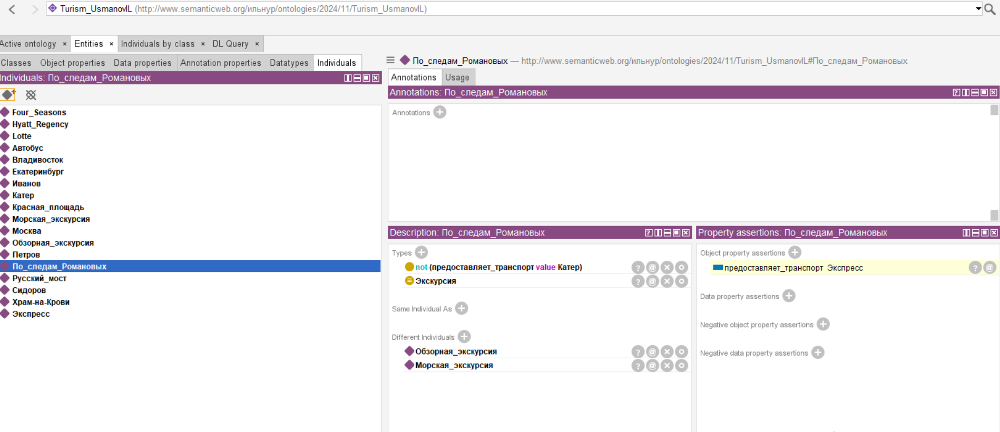 Turism_UsmanovIL (http://www.semanticweb.org/ильнур/ontologies/2024/11/Turism_UsmanovIL)
Active ontology × Entities × Individuals by class × DL Query ×
Classes Object properties Data properties Annotation properties Datatypes Individuals
Individuals: По_следам_Романовых
Four_Seasons
Hyatt_Regency
Lotte
Автобус
Владивосток
Екатеринбург
Иванов
Катер
Красная_площадь
Морская_экскурсия
Москва
Обзорная_экскурсия
Петров
По_следам_Романовых
Русский_мост
Сидоров
Храм-на-Крови
Экспресс
По_следам_Романовых — http://www.semanticweb.org/ильнур/ontologies/2024/11/Turism_UsmanovIL#По_следам_Романовых
Annotations Usage
Annotations: По_следам_Романовых
Annotations
Description: По_следам_Романовых
Types
not (предоставляет_транспорт value Катер)
Экскурсия
Same Individual As
Different Individuals
Обзорная_экскурсия
Морская_экскурсия
Property assertions: По_следам_Романовых
Object property assertions
предоставляет_транспорт Экспресс
Data property assertions
Negative object property assertions
Negative data property assertions